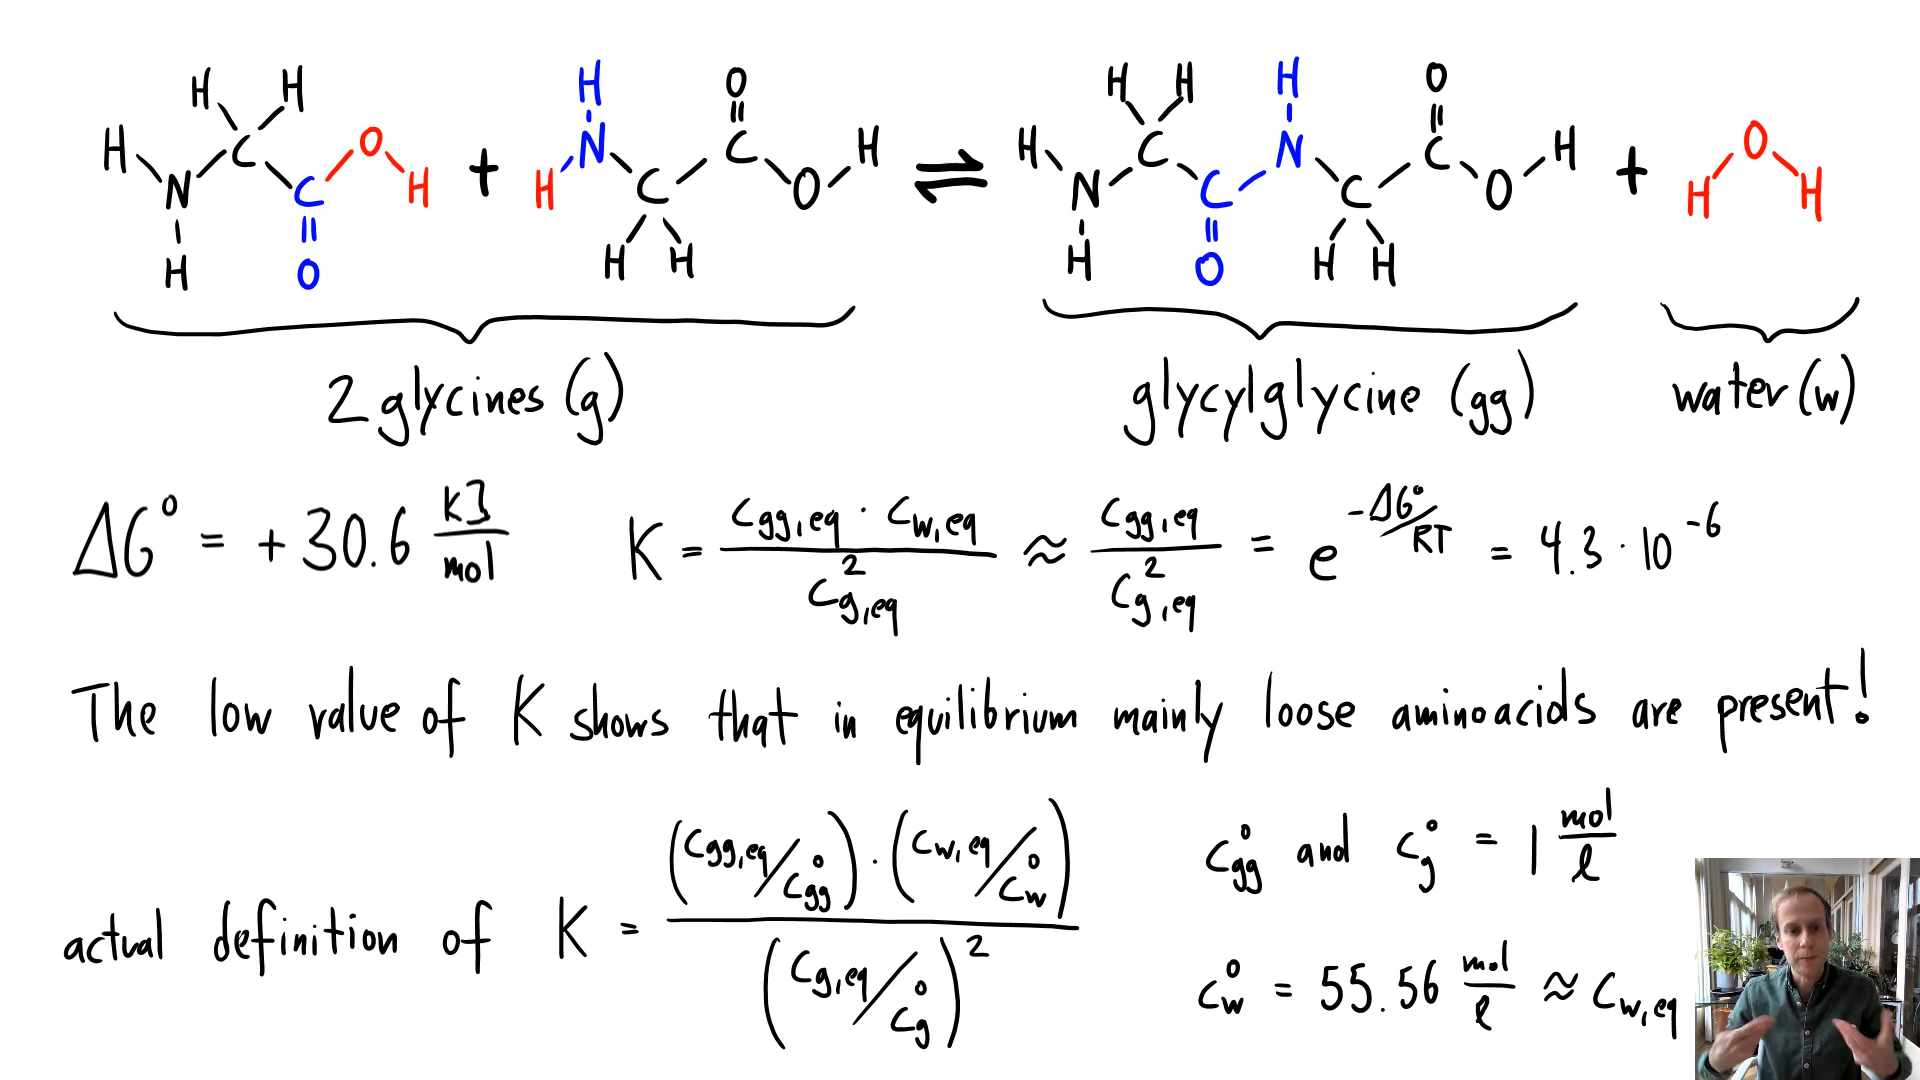 H H H O
H C O H + H N C H ⇌ H H H C N C O H + O
N C H C O N C C O H H
H O H H H O H H
2 glycines (g) glycylglycine (gg) water (w)
ΔG° = + 30.6 kJ/mol K = c_gg,eq · c_w,eq / c_g,eq² ≈ c_gg,eq / c_g,eq² = e^(-ΔG°/RT) = 4.3 · 10^-6
The low value of K shows that in equilibrium mainly loose aminoacids are present!
actual definition of K = (c_gg,eq / c°_gg) · (c_w,eq / c°_w) / (c_g,eq / c°_g)²
c°_gg and c°_g = 1 mol/l
c°_w = 55.56 mol/l ≈ c_w,eq